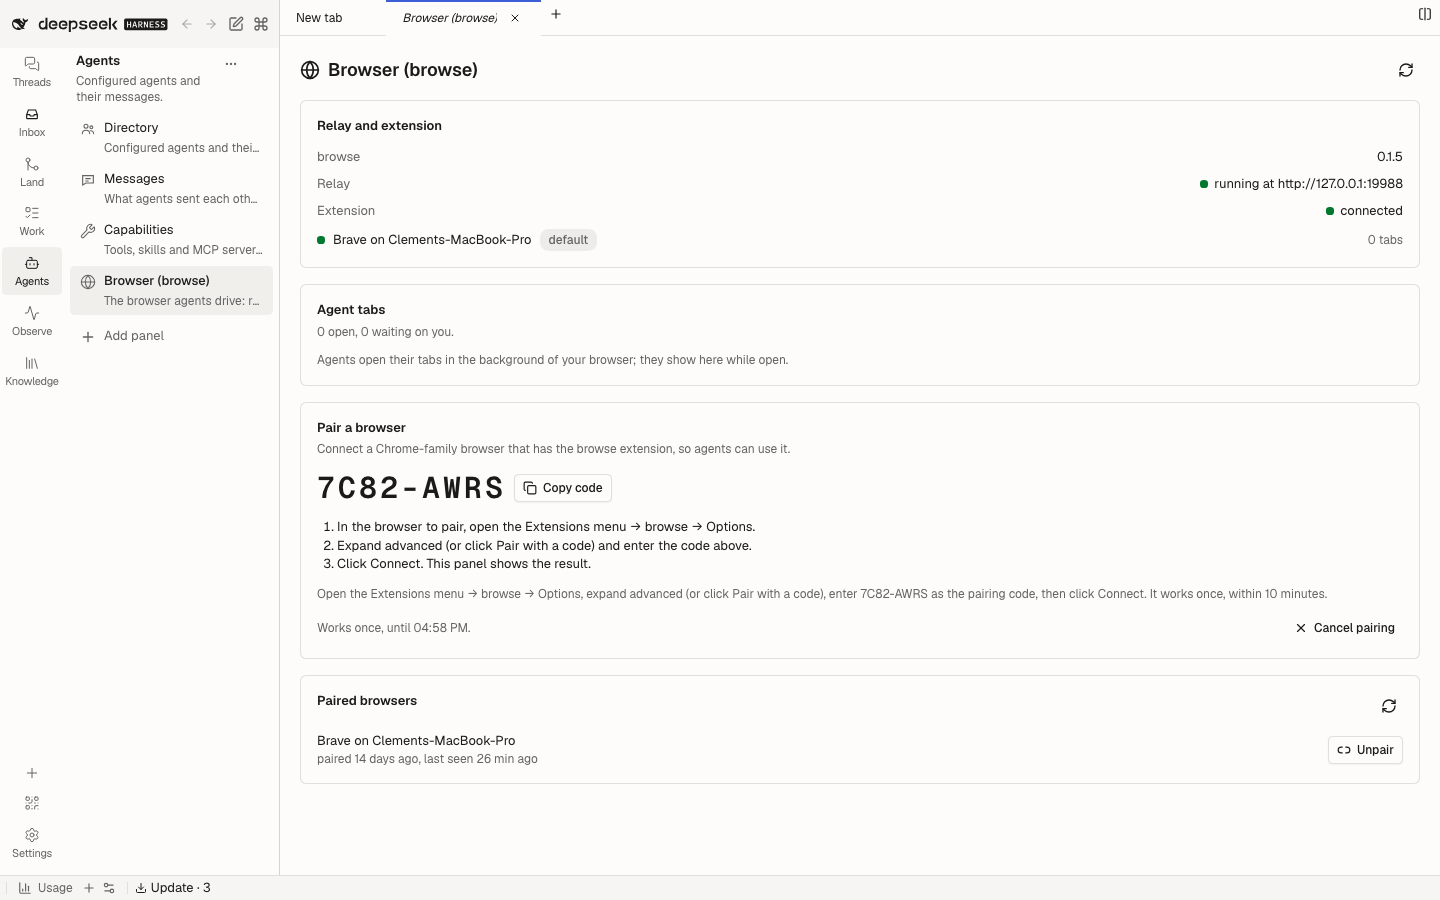 deepseek HARNESS
New tab
Browser (browse)
Threads
Inbox
Land
Work
Agents
Observe
Knowledge
Settings
Agents
Configured agents and
their messages.
Directory
Configured agents and thei…
Messages
What agents sent each oth…
Capabilities
Tools, skills and MCP server…
Browser (browse)
The browser agents drive: r…
Add panel
Browser (browse)
Relay and extension
browse 0.1.5
Relay running at http://127.0.0.1:19988
Extension connected
Brave on Clements-MacBook-Pro default 0 tabs
Agent tabs
0 open, 0 waiting on you.
Agents open their tabs in the background of your browser; they show here while open.
Pair a browser
Connect a Chrome-family browser that has the browse extension, so agents can use it.
7C82-AWRS Copy code
1. In the browser to pair, open the Extensions menu → browse → Options.
2. Expand advanced (or click Pair with a code) and enter the code above.
3. Click Connect. This panel shows the result.
Open the Extensions menu → browse → Options, expand advanced (or click Pair with a code), enter 7C82-AWRS as the pairing code, then click Connect. It works once, within 10 minutes.
Works once, until 04:58 PM. Cancel pairing
Paired browsers
Brave on Clements-MacBook-Pro
paired 14 days ago, last seen 26 min ago
Unpair
Usage
Update · 3